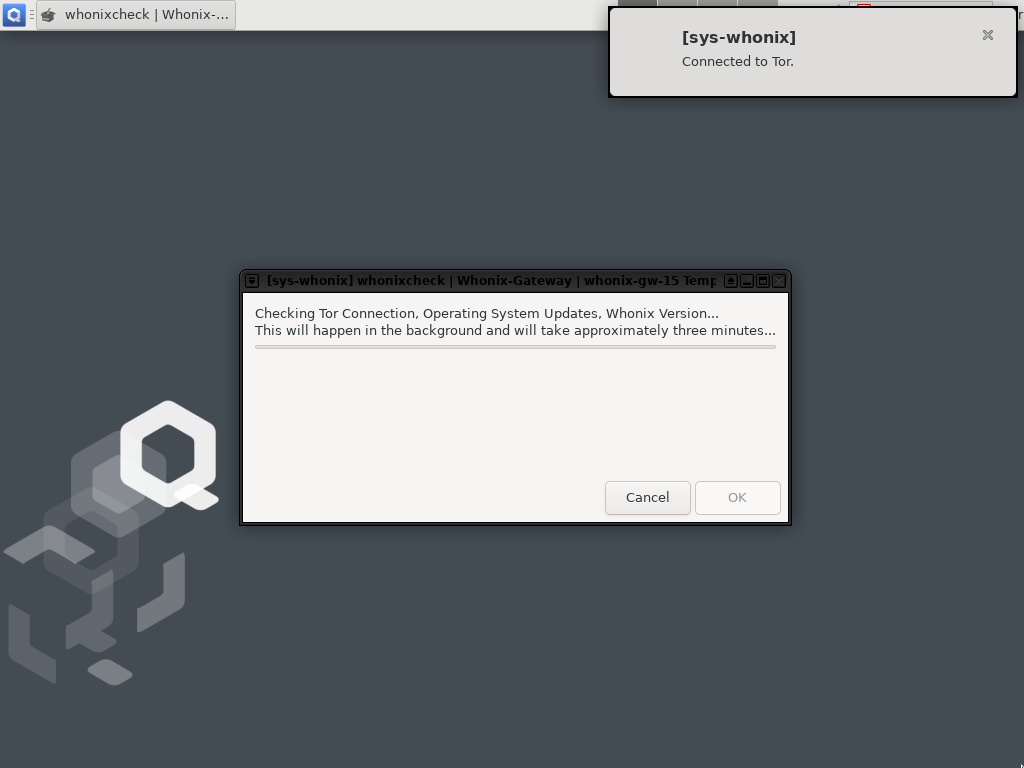 whonixcheck | Whonix-...
[sys-whonix]
Connected to Tor.
[sys-whonix] whonixcheck | Whonix-Gateway | whonix-gw-15 Temp
Checking Tor Connection, Operating System Updates, Whonix Version...
This will happen in the background and will take approximately three minutes...
Cancel
OK